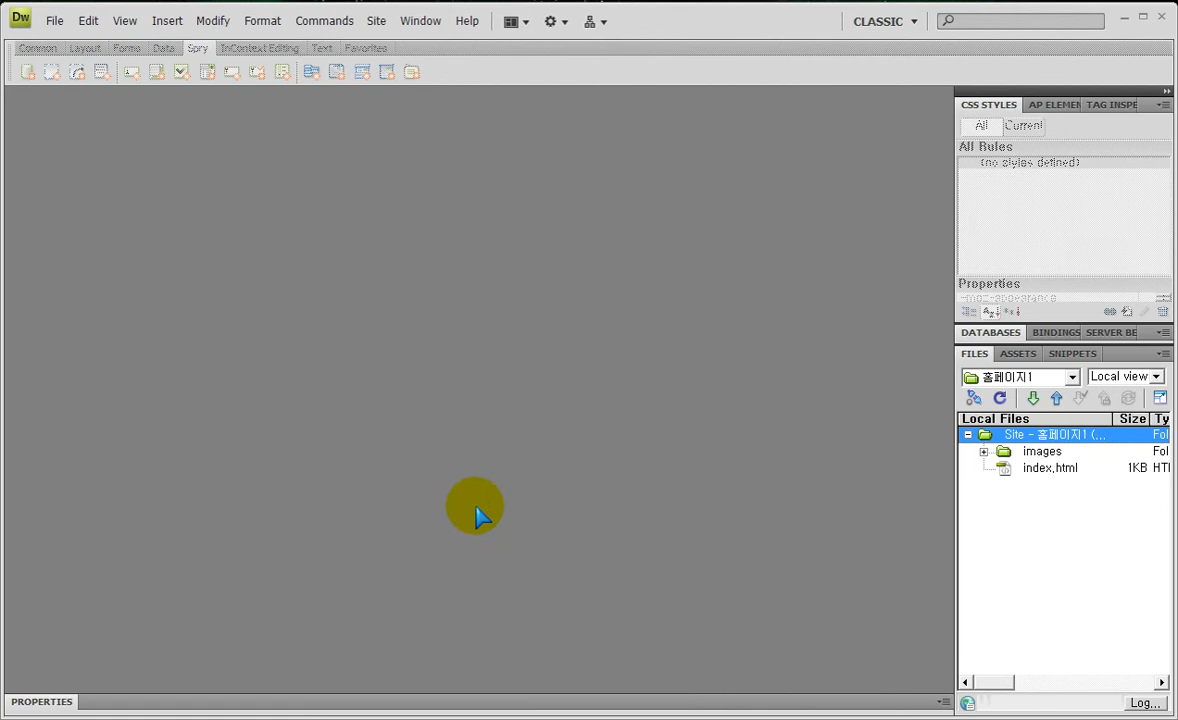 Dw File Edit View Insert Modify Format Commands Site Window Help CLASSIC
Common Layout Forms Data Spry InContext Editing Text Favorites
CSS STYLES AP ELEMEN TAG INSPE
All Current
All Rules
(no styles defined)
Properties
-moz-appearance
DATABASES BINDINGS SERVER BE
FILES ASSETS SNIPPETS
홈페이지1 Local view
Local Files Size Ty
Site - 홈페이지1 (... Fol
images Fol
index.html 1KB HTI
PROPERTIES
Log...